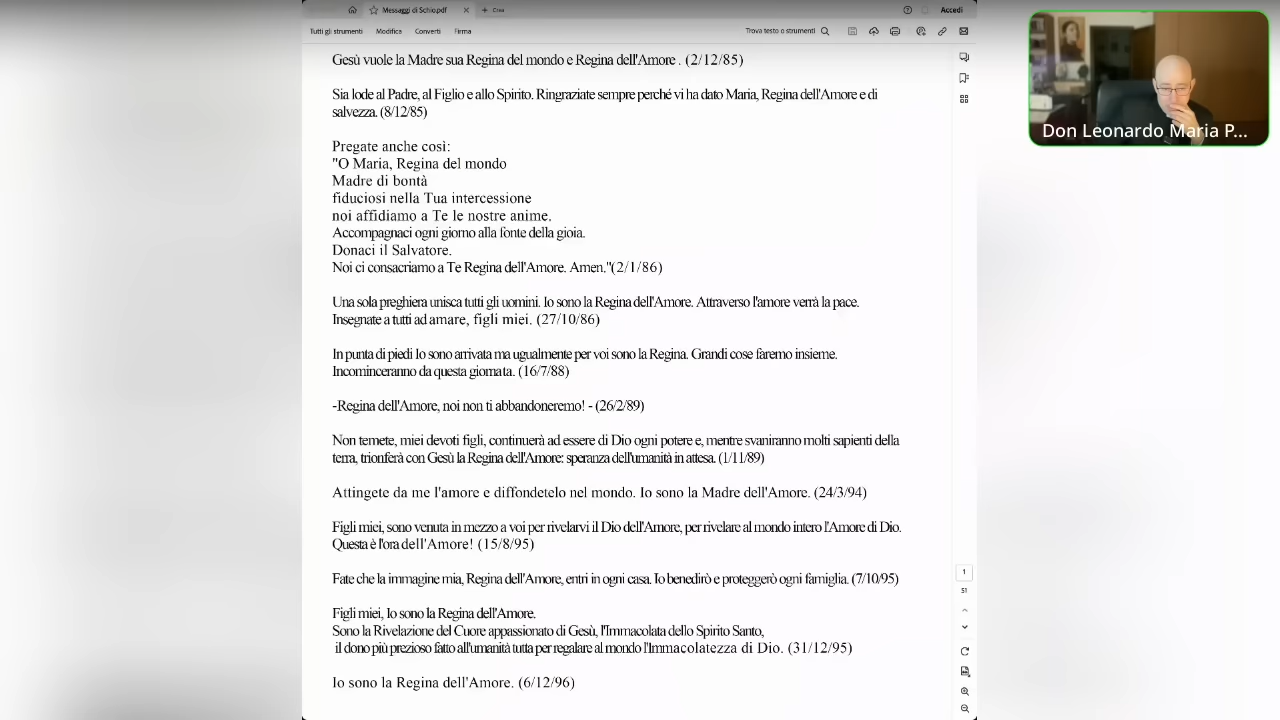 Messaggi di Schio.pdf
Crea
Accedi
Tutti gli strumenti Modifica Converti Firma
Trova testo o strumenti
Gesù vuole la Madre sua Regina del mondo e Regina dell'Amore . (2/12/85)
Sia lode al Padre, al Figlio e allo Spirito. Ringraziate sempre perché vi ha dato Maria, Regina dell'Amore e di
salvezza. (8/12/85)
Pregate anche così:
"O Maria, Regina del mondo
Madre di bontà
fiduciosi nella Tua intercessione
noi affidiamo a Te le nostre anime.
Accompagnaci ogni giorno alla fonte della gioia.
Donaci il Salvatore.
Noi ci consacriamo a Te Regina dell'Amore. Amen."(2/1/86)
Una sola preghiera unisca tutti gli uomini. Io sono la Regina dell'Amore. Attraverso l'amore verrà la pace.
Insegnate a tutti ad amare, figli miei. (27/10/86)
In punta di piedi Io sono arrivata ma ugualmente per voi sono la Regina. Grandi cose faremo insieme.
Incominceranno da questa giornata. (16/7/88)
-Regina dell'Amore, noi non ti abbandoneremo! - (26/2/89)
Non temete, miei devoti figli, continuerà ad essere di Dio ogni potere e, mentre svaniranno molti sapienti della
terra, trionferà con Gesù la Regina dell'Amore: speranza dell'umanità in attesa. (1/11/89)
Attingete da me l'amore e diffondetelo nel mondo. Io sono la Madre dell'Amore. (24/3/94)
Figli miei, sono venuta in mezzo a voi per rivelarvi il Dio dell'Amore, per rivelare al mondo intero l'Amore di Dio.
Questa è l'ora dell'Amore! (15/8/95)
Fate che la immagine mia, Regina dell'Amore, entri in ogni casa. Io benedirò e proteggerò ogni famiglia. (7/10/95)
Figli miei, Io sono la Regina dell'Amore.
Sono la Rivelazione del Cuore appassionato di Gesù, l'Immacolata dello Spirito Santo,
il dono più prezioso fatto all'umanità tutta per regalare al mondo l'Immacolatezza di Dio. (31/12/95)
Io sono la Regina dell'Amore. (6/12/96)
1
51
Don Leonardo Maria P...